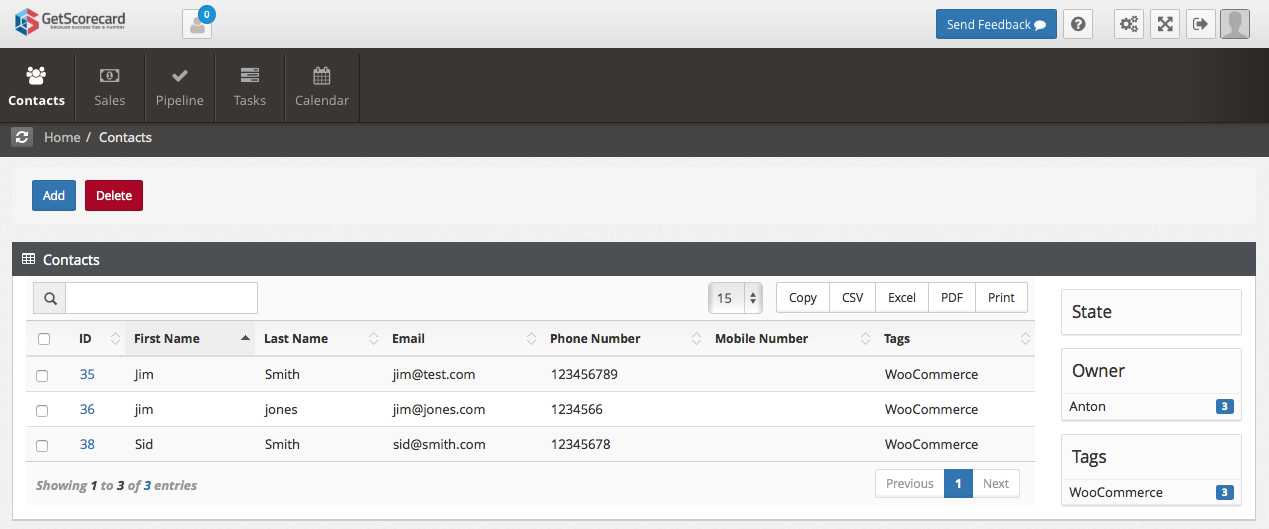 GetScorecard
because success has a number
0
Send Feedback
Contacts Sales Pipeline Tasks Calendar
Home / Contacts
Add Delete
Contacts
15 Copy CSV Excel PDF Print
ID First Name Last Name Email Phone Number Mobile Number Tags
35 Jim Smith jim@test.com 123456789 WooCommerce
36 jim jones jim@jones.com 1234566 WooCommerce
38 Sid Smith sid@smith.com 12345678 WooCommerce
Showing 1 to 3 of 3 entries
Previous 1 Next
State
Owner
Anton 3
Tags
WooCommerce 3